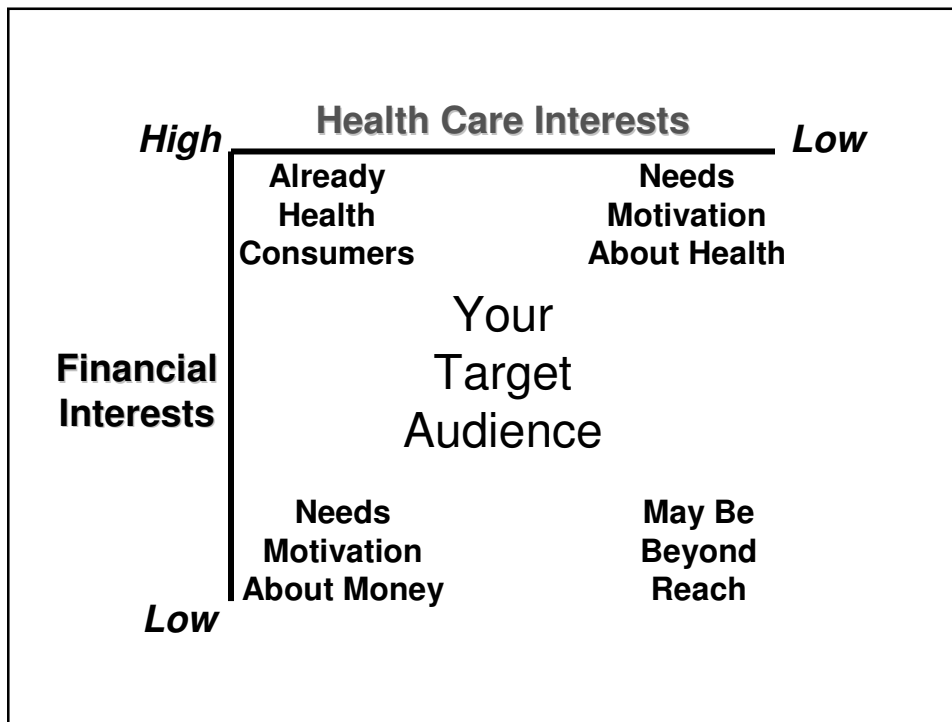 Health Care Interests
High
Low
Already
Health
Consumers
Needs
Motivation
About Health
Your
Target
Audience
Financial
Interests
Needs
Motivation
About Money
May Be
Beyond
Reach
Low